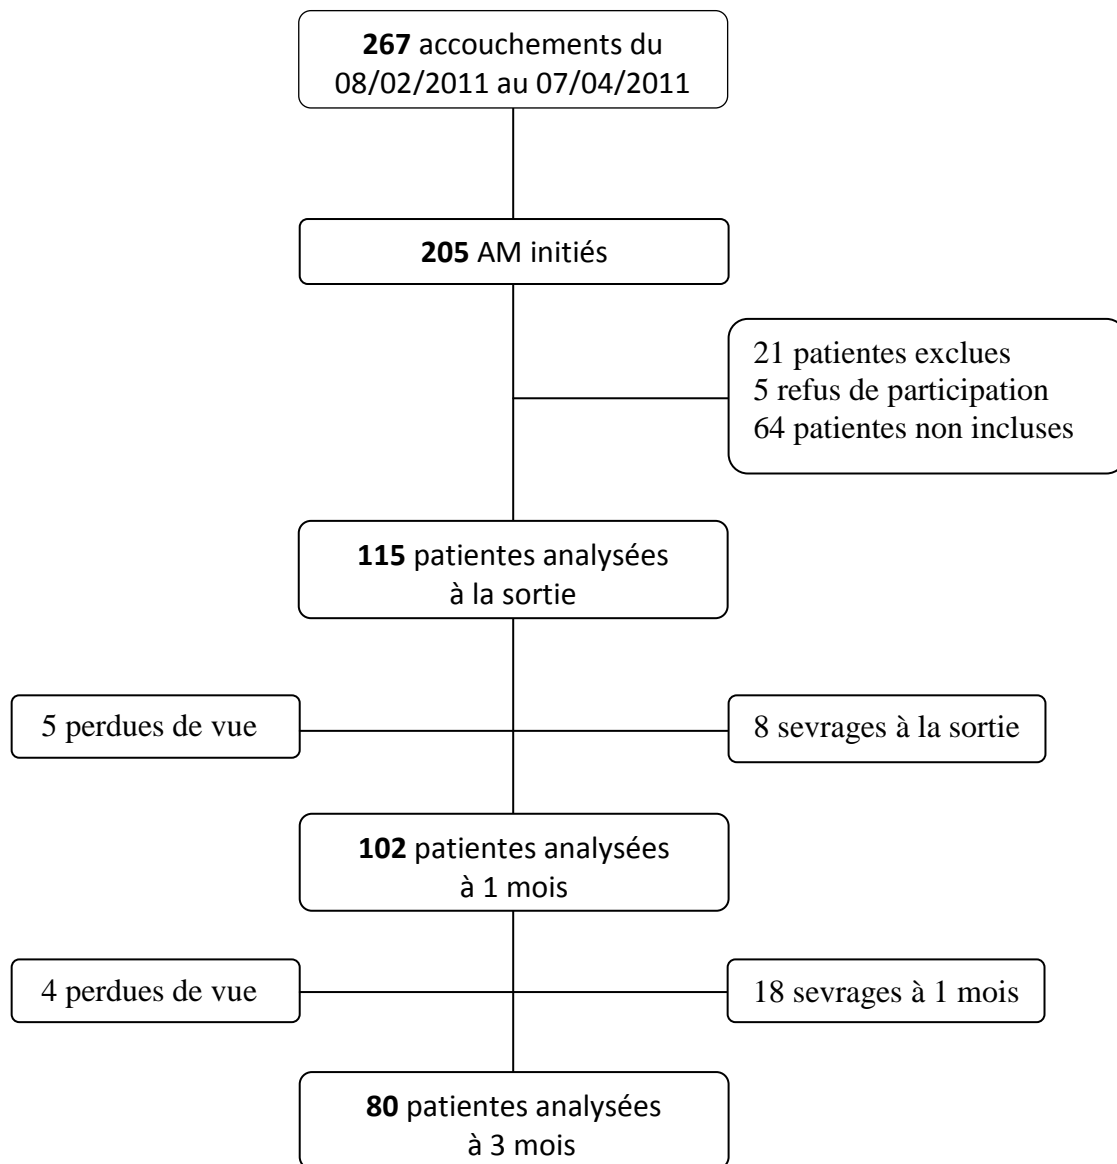 267 accouchements du
08/02/2011 au 07/04/2011
205 AM initiés
21 patientes exclues
5 refus de participation
64 patientes non incluses
115 patientes analysées
à la sortie
5 perdues de vue
8 sevrages à la sortie
102 patientes analysées
à 1 mois
4 perdues de vue
18 sevrages à 1 mois
80 patientes analysées
à 3 mois